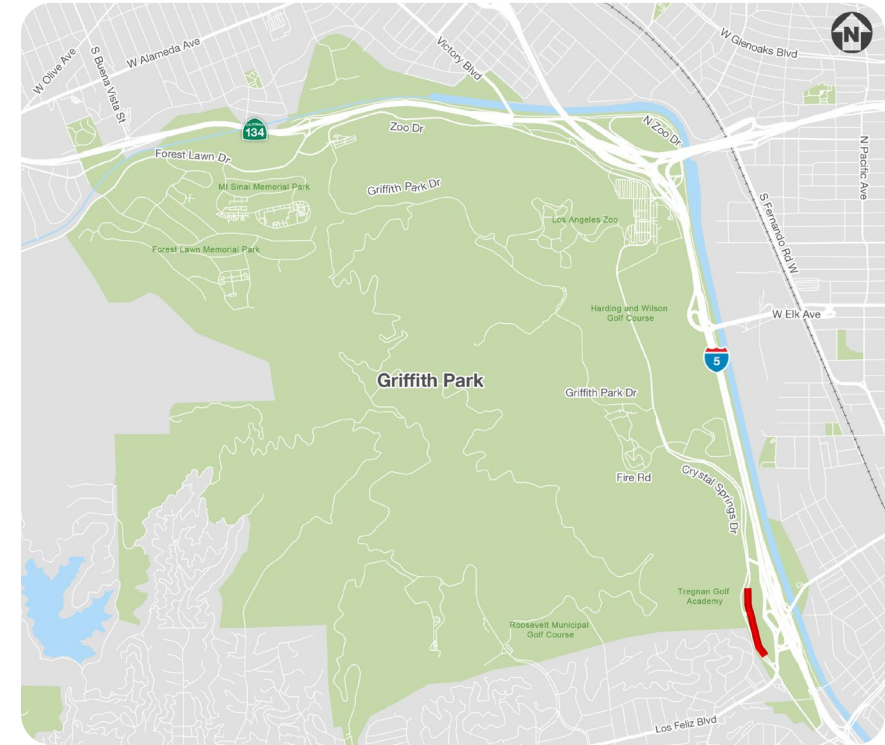 N
W Glenoaks Blvd
W Olive Ave
S Buena Vista St
W Alameda Ave
Victory Blvd
CALIFORNIA
134
Zoo Dr
N Zoo Dr
N Pacific Ave
Forest Lawn Dr
Mt Sinai Memorial Park
Griffith Park Dr
S Fernando Rd W
Los Angeles Zoo
Forest Lawn Memorial Park
Harding and Wilson
Golf Course
W Elk Ave
5
Griffith Park
Griffith Park Dr
Fire Rd
Crystal Springs Dr
Tregnan Golf
Academy
Roosevelt Municipal
Golf Course
Los Feliz Blvd